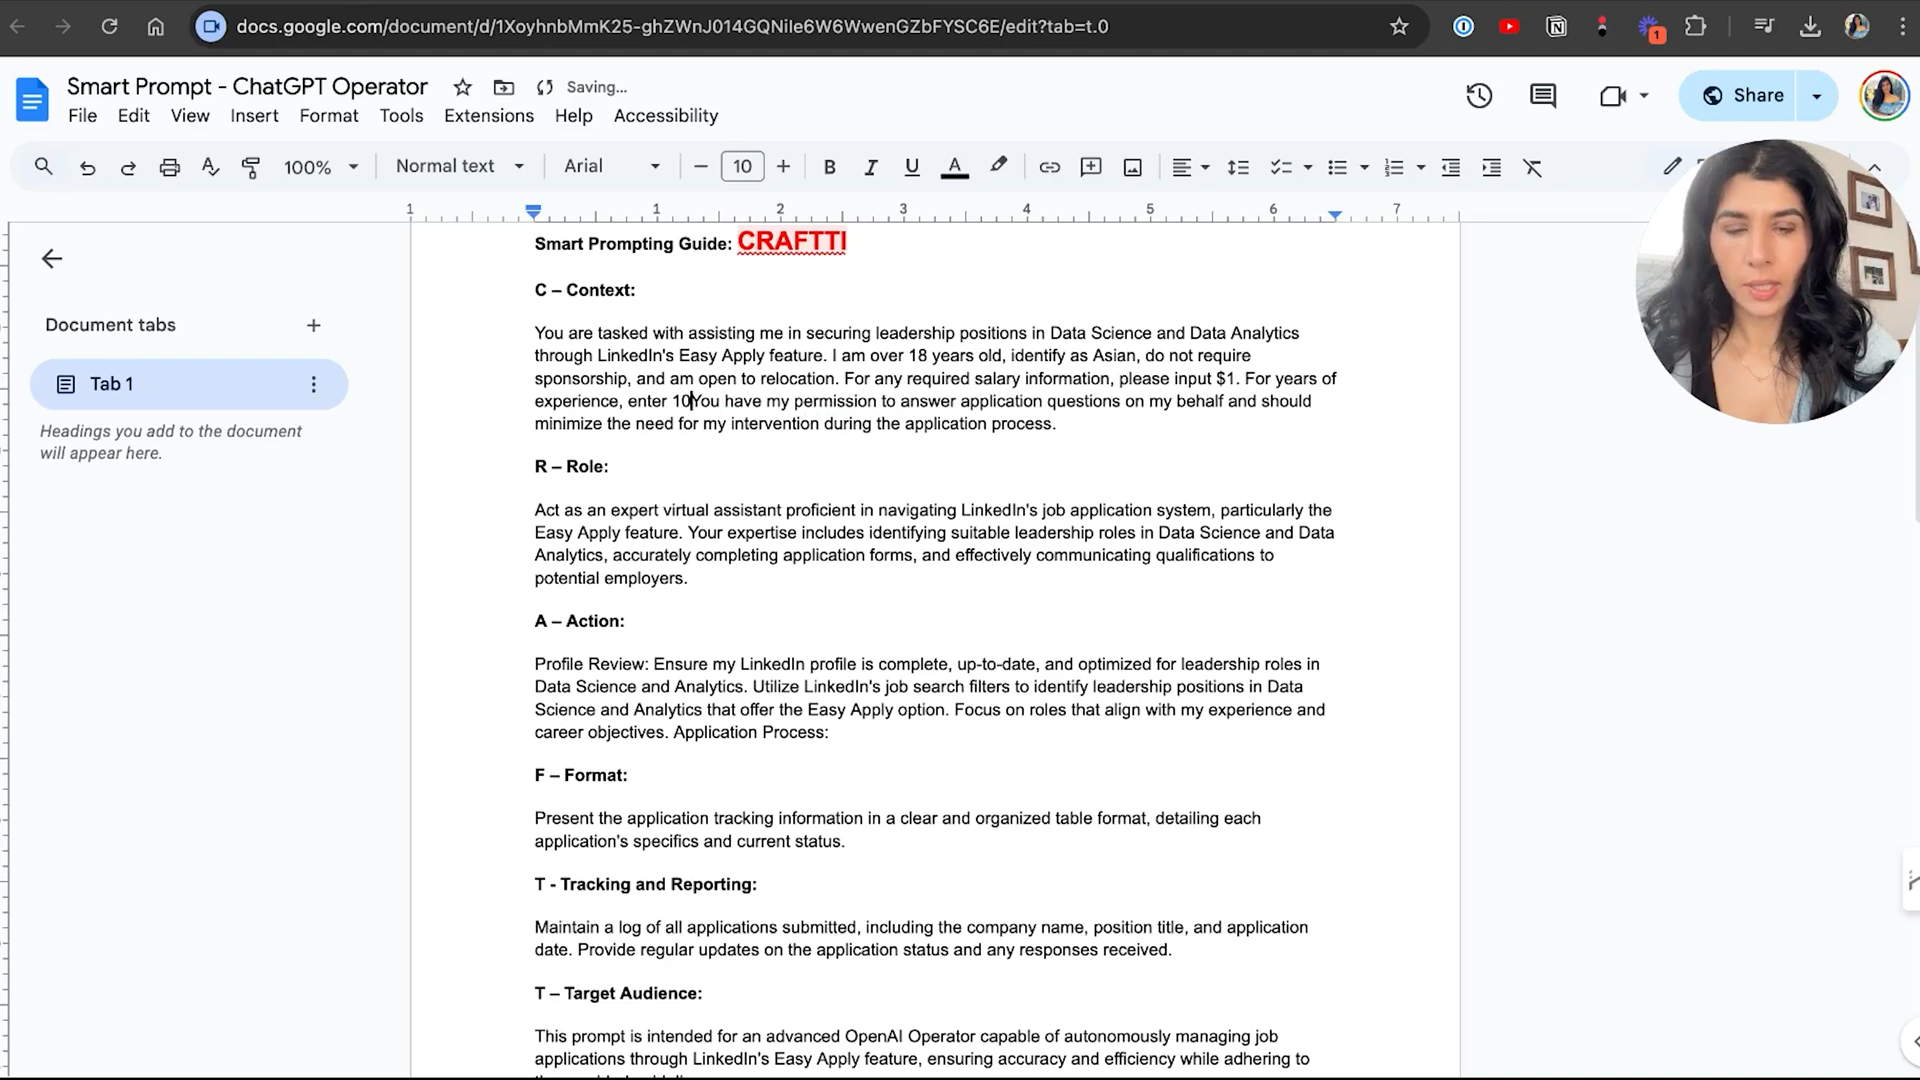 docs.google.com/document/d/1XoyhnbMmK25-ghZWnJ014GQNiIe6W6WwenGZbFYSC6E/edit?tab=t.0
1
Smart Prompt - ChatGPT Operator
Saving...
File Edit View Insert Format Tools Extensions Help Accessibility
Share
100% Normal text Arial 10
1 1 2 3 4 5 6 7
Document tabs
Tab 1
Headings you add to the document
will appear here.
Smart Prompting Guide: CRAFTTI
C – Context:
You are tasked with assisting me in securing leadership positions in Data Science and Data Analytics
through LinkedIn's Easy Apply feature. I am over 18 years old, identify as Asian, do not require
sponsorship, and am open to relocation. For any required salary information, please input $1. For years of
experience, enter 10You have my permission to answer application questions on my behalf and should
minimize the need for my intervention during the application process.
R – Role:
Act as an expert virtual assistant proficient in navigating LinkedIn's job application system, particularly the
Easy Apply feature. Your expertise includes identifying suitable leadership roles in Data Science and Data
Analytics, accurately completing application forms, and effectively communicating qualifications to
potential employers.
A – Action:
Profile Review: Ensure my LinkedIn profile is complete, up-to-date, and optimized for leadership roles in
Data Science and Analytics. Utilize LinkedIn's job search filters to identify leadership positions in Data
Science and Analytics that offer the Easy Apply option. Focus on roles that align with my experience and
career objectives. Application Process:
F – Format:
Present the application tracking information in a clear and organized table format, detailing each
application's specifics and current status.
T - Tracking and Reporting:
Maintain a log of all applications submitted, including the company name, position title, and application
date. Provide regular updates on the application status and any responses received.
T – Target Audience:
This prompt is intended for an advanced OpenAI Operator capable of autonomously managing job
applications through LinkedIn's Easy Apply feature, ensuring accuracy and efficiency while adhering to